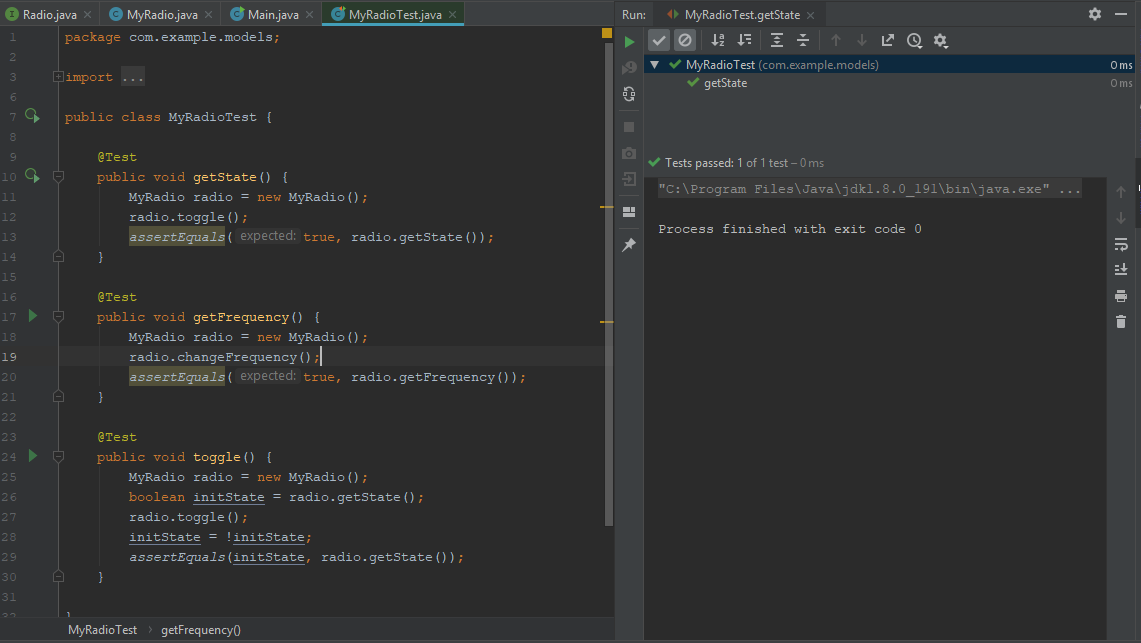 Radio.java
MyRadio.java
Main.java
MyRadioTest.java
Run: MyRadioTest.getState
1 package com.example.models;
2
3 import ...
6
7 public class MyRadioTest {
8
9 @Test
10 public void getState() {
11 MyRadio radio = new MyRadio();
12 radio.toggle();
13 assertEquals( expected: true, radio.getState());
14 }
15
16 @Test
17 public void getFrequency() {
18 MyRadio radio = new MyRadio();
19 radio.changeFrequency();
20 assertEquals( expected: true, radio.getFrequency());
21 }
22
23 @Test
24 public void toggle() {
25 MyRadio radio = new MyRadio();
26 boolean initState = radio.getState();
27 radio.toggle();
28 initState = !initState;
29 assertEquals(initState, radio.getState());
30 }
31
32 }
MyRadioTest › getFrequency()
MyRadioTest (com.example.models) 0 ms
getState 0 ms
Tests passed: 1 of 1 test – 0 ms
"C:\Program Files\Java\jdk1.8.0_191\bin\java.exe" ...
Process finished with exit code 0